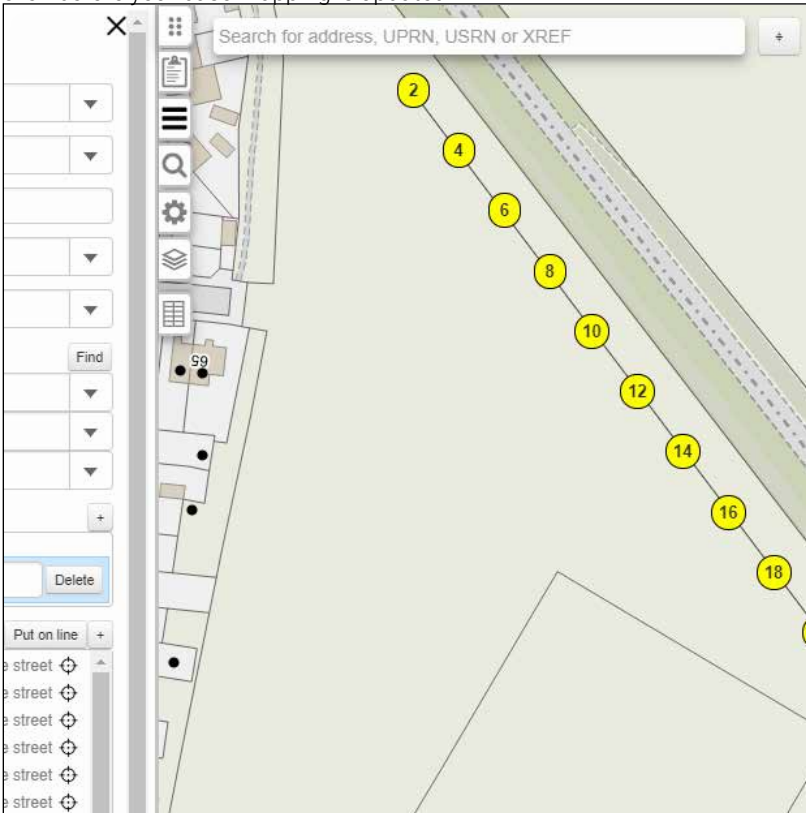 Search for address, UPRN, USRN or XREF
2
4
6
8
10
12
14
16
18
65
Find
+
Delete
Put on line +
e street
e street
e street
e street
e street
e street